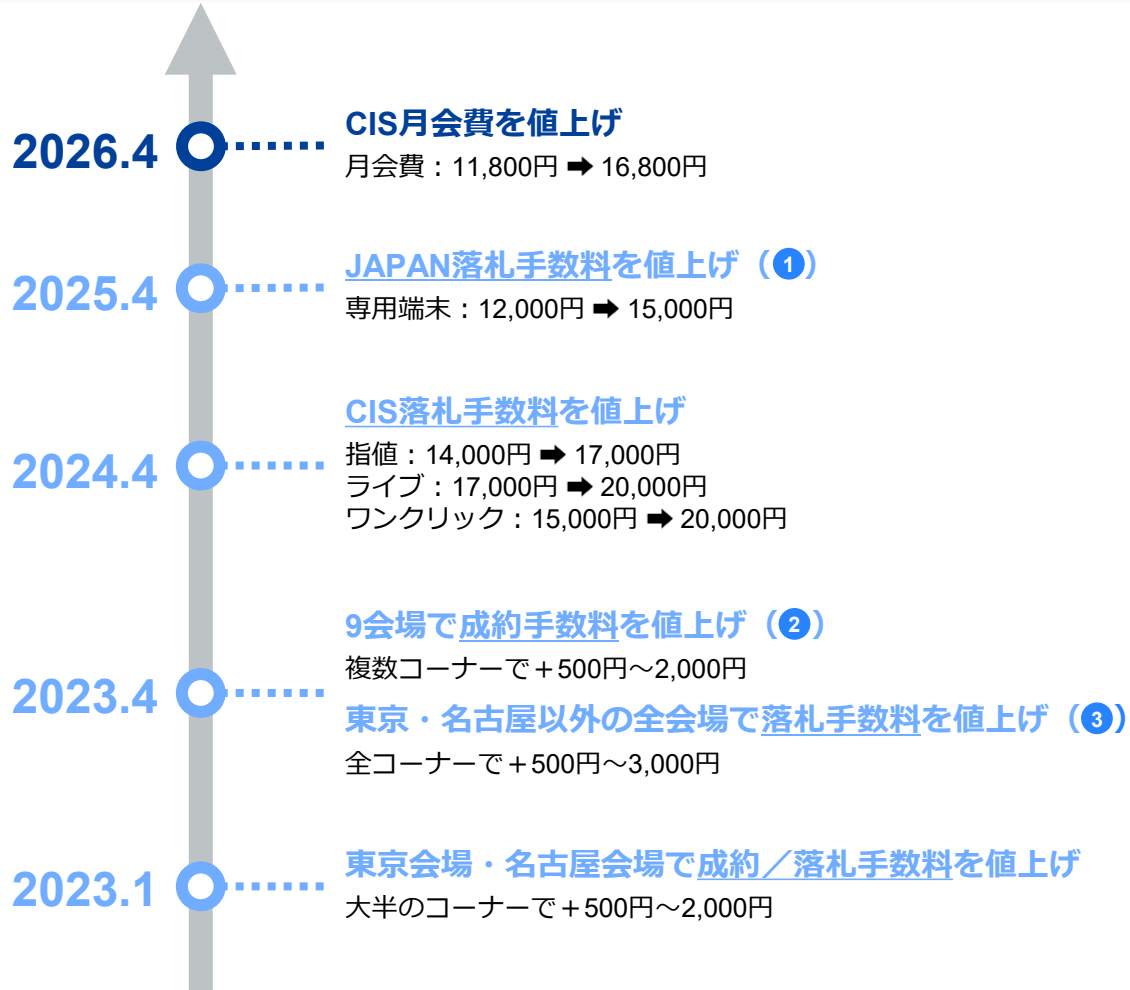 2026.4
CIS月会費を値上げ
月会費：11,800円 ➡ 16,800円
2025.4
JAPAN落札手数料を値上げ（❶）
専用端末：12,000円 ➡ 15,000円
2024.4
CIS落札手数料を値上げ
指値：14,000円 ➡ 17,000円
ライブ：17,000円 ➡ 20,000円
ワンクリック：15,000円 ➡ 20,000円
2023.4
9会場で成約手数料を値上げ（❷）
複数コーナーで＋500円～2,000円
東京・名古屋以外の全会場で落札手数料を値上げ（❸）
全コーナーで＋500円～3,000円
2023.1
東京会場・名古屋会場で成約／落札手数料を値上げ
大半のコーナーで＋500円～2,000円